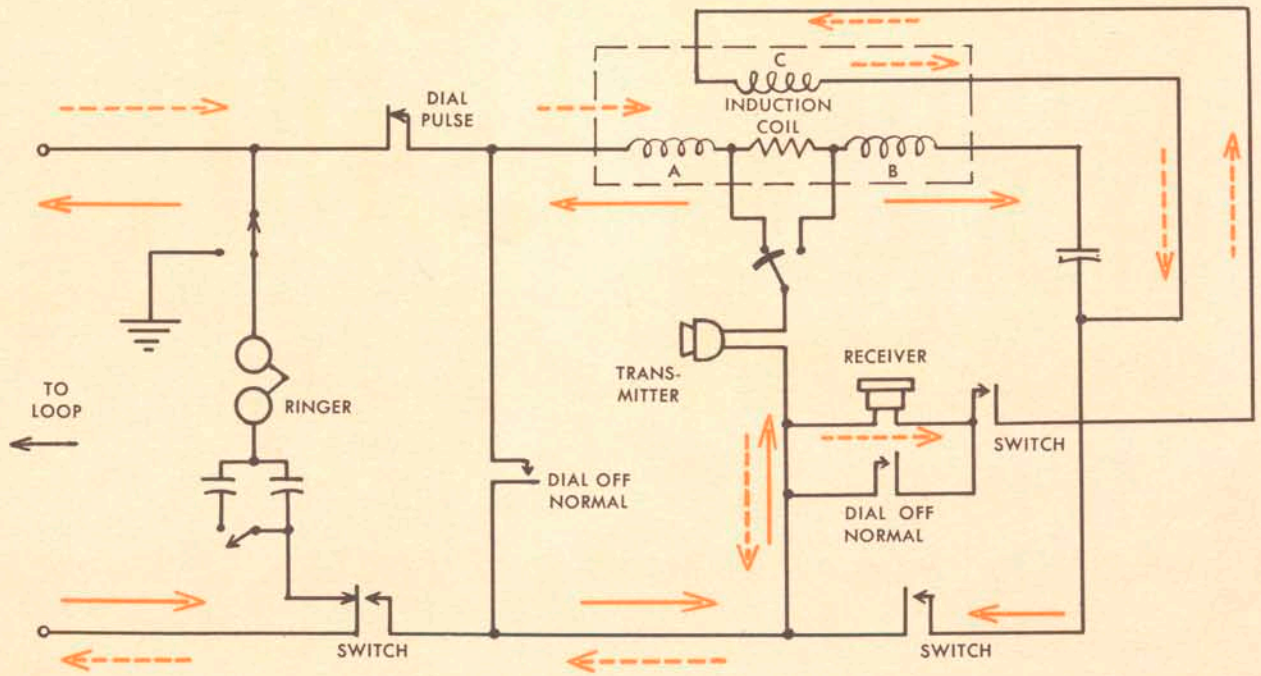 DIAL
PULSE
C
INDUCTION
COIL
A
B
TRANS-
MITTER
RECEIVER
SWITCH
TO
LOOP
RINGER
DIAL OFF
NORMAL
DIAL OFF
NORMAL
SWITCH
SWITCH